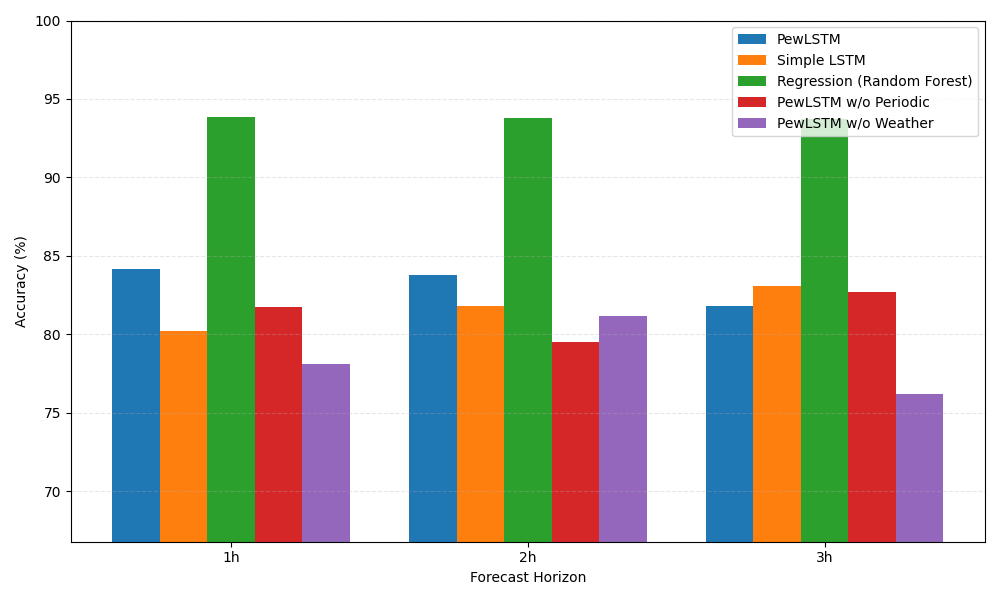 100
95
90
85
80
75
70
Accuracy (%)
1h
2h
3h
Forecast Horizon
PewLSTM
Simple LSTM
Regression (Random Forest)
PewLSTM w/o Periodic
PewLSTM w/o Weather